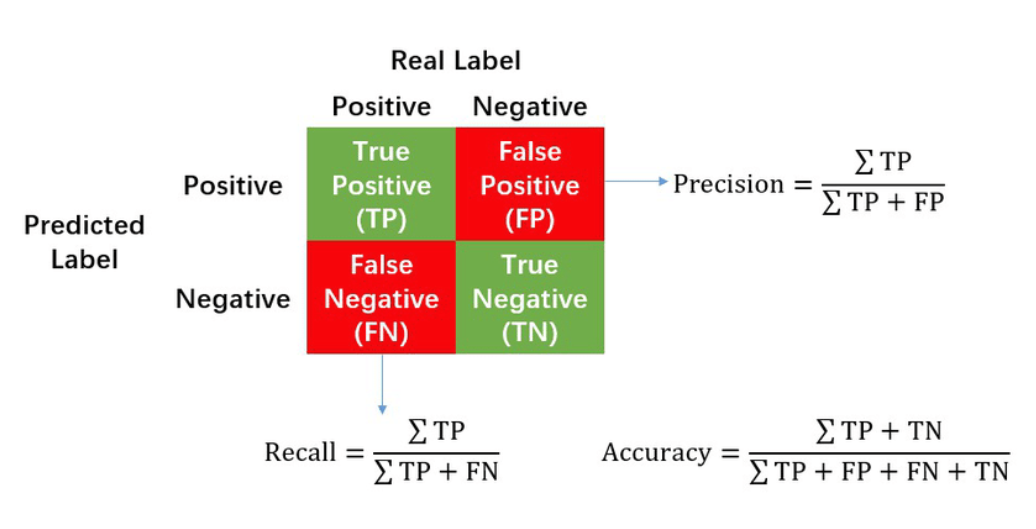 Real Label
Positive Negative
True Positive (TP)
False Positive (FP)
Positive
Precision = ∑ TP / ∑ TP + FP
Predicted Label
Negative
False Negative (FN)
True Negative (TN)
Recall = ∑ TP / ∑ TP + FN
Accuracy = ∑ TP + TN / ∑ TP + FP + FN + TN